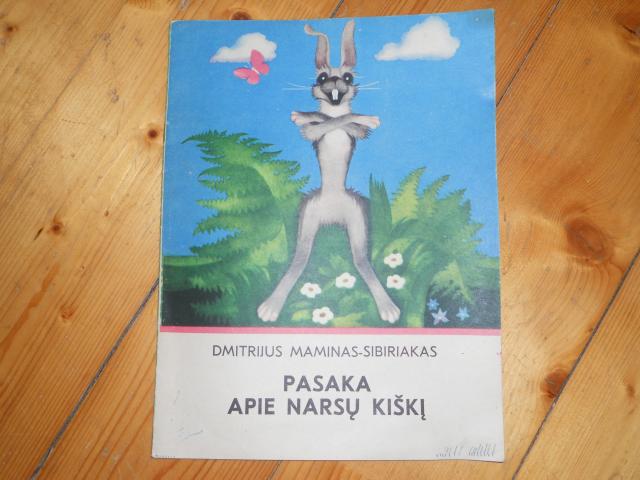 DMITRIJUS MAMINAS-SIBIRIAKAS
PASAKA
APIE NARSŲ KIŠKĮ